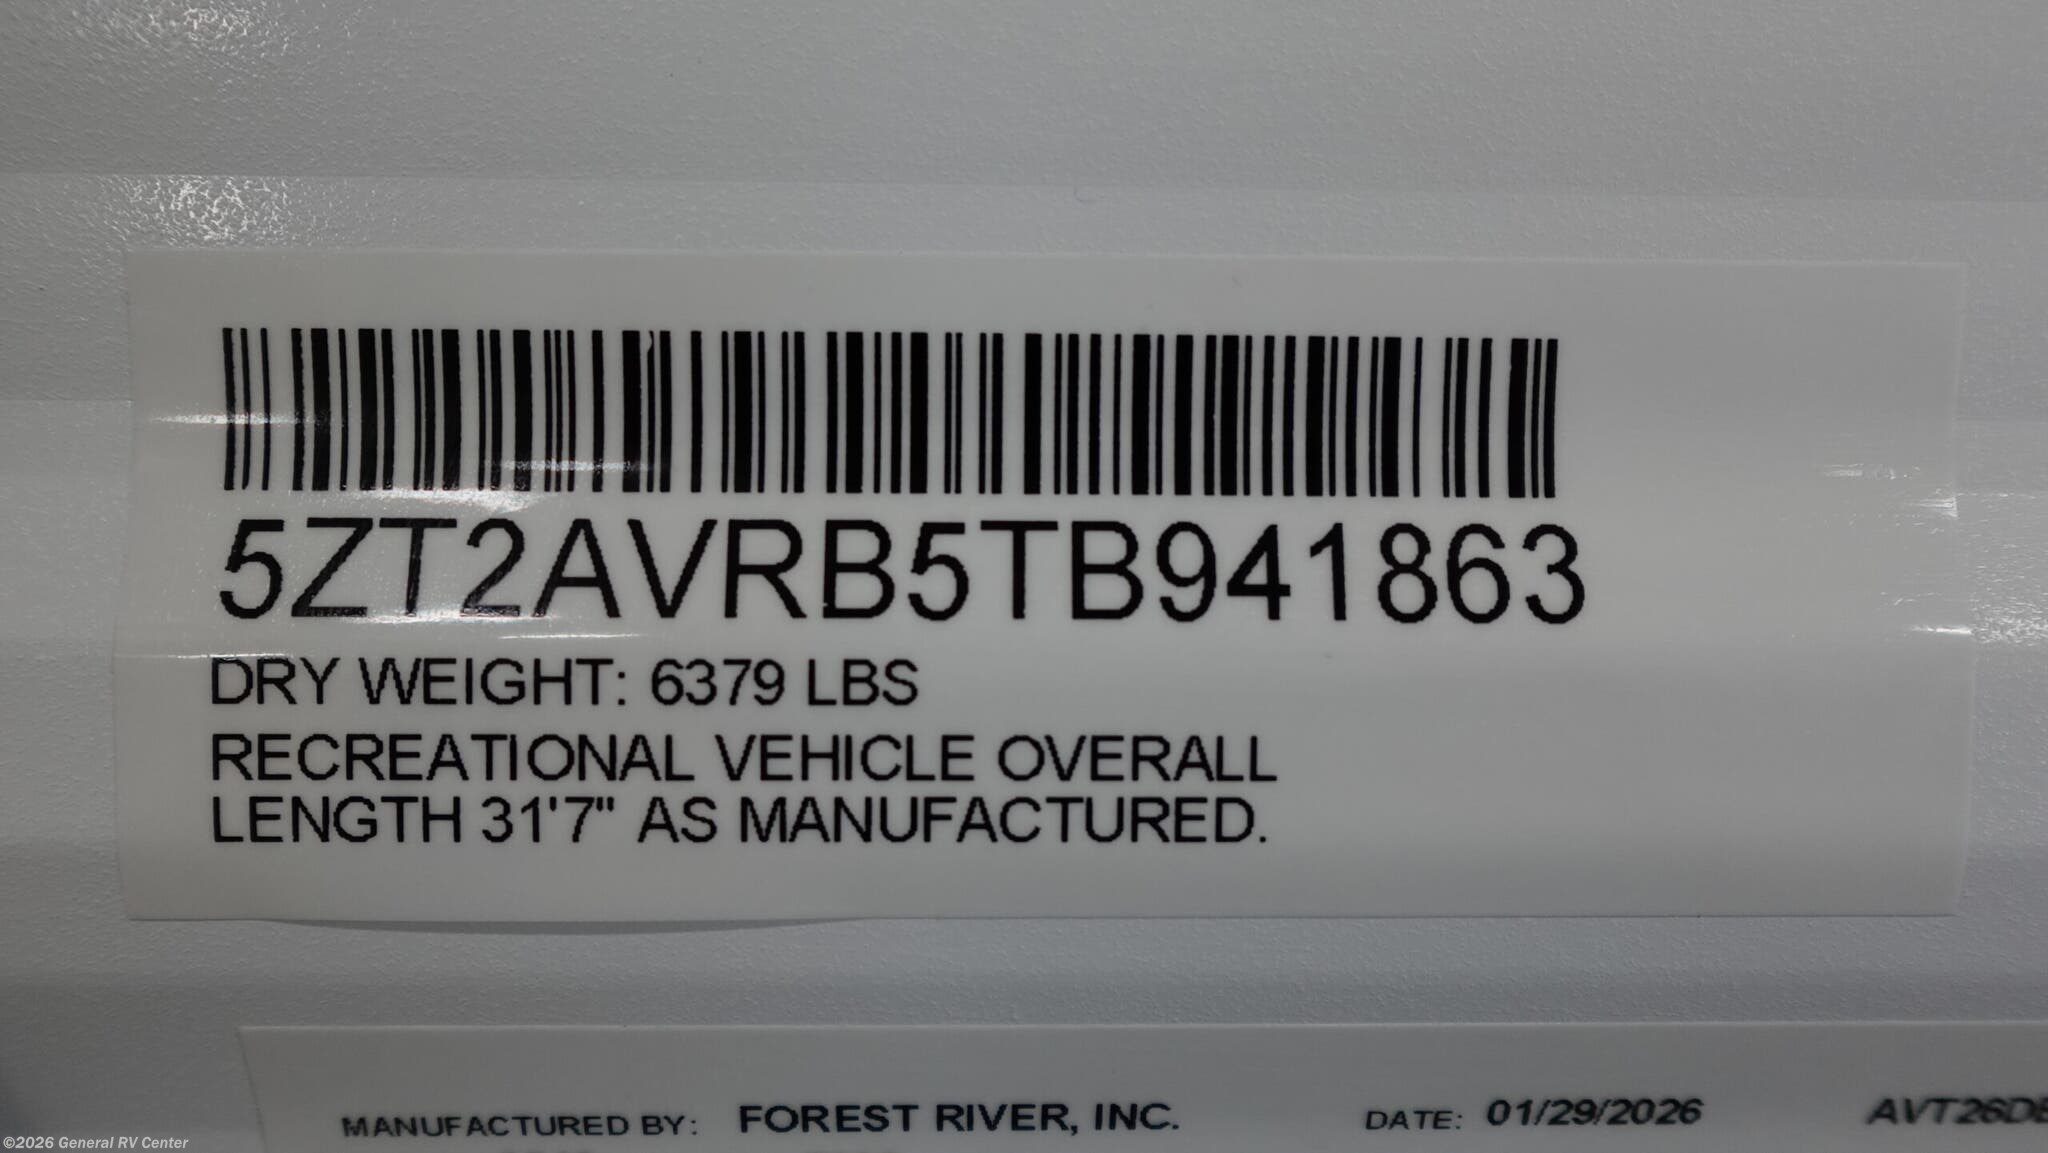 5ZT2AVRB5TB941863
DRY WEIGHT: 6379 LBS
RECREATIONAL VEHICLE OVERALL
LENGTH 31'7" AS MANUFACTURED.
MANUFACTURED BY: FOREST RIVER, INC. DATE: 01/29/2026
©2026 General RV Center